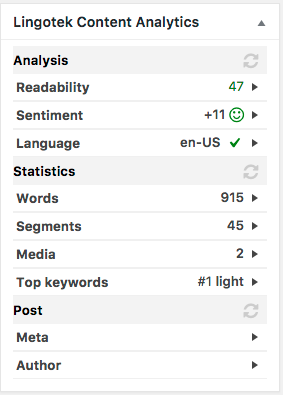 Lingotek Content Analytics
Analysis
Readability 47
Sentiment +11
Language en-US
Statistics
Words 915
Segments 45
Media 2
Top keywords #1 light
Post
Meta
Author